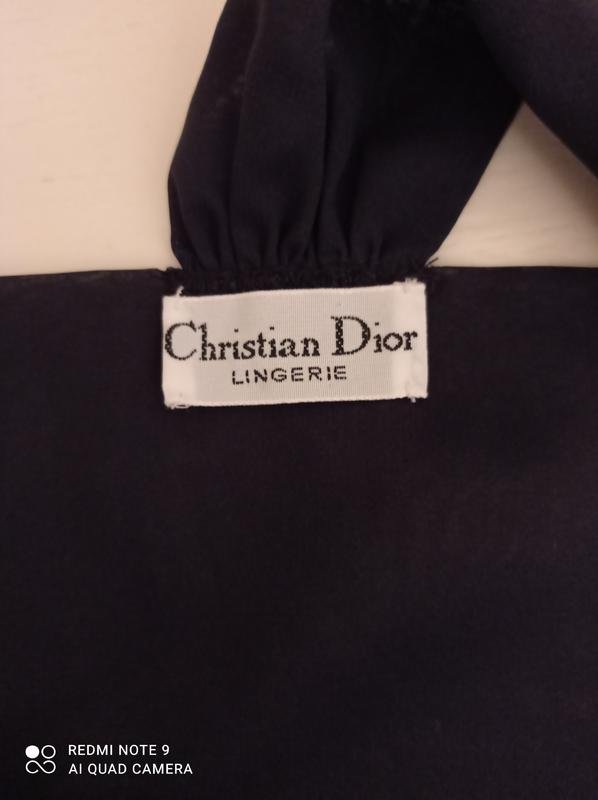 Christian Dior
LINGERIE
REDMI NOTE 9
AI QUAD CAMERA